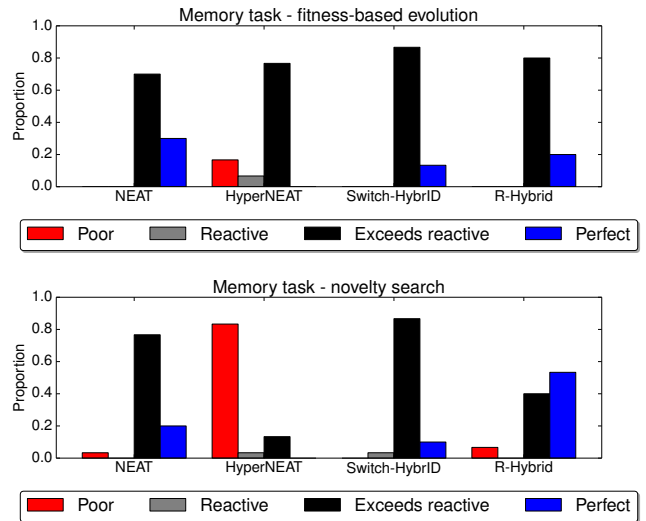 Memory task - fitness-based evolution
1.0
0.8
0.6
0.4
0.2
0.0
Proportion
NEAT HyperNEAT Switch-HybrID R-Hybrid
Poor Reactive Exceeds reactive Perfect
Memory task - novelty search
1.0
0.8
0.6
0.4
0.2
0.0
Proportion
NEAT HyperNEAT Switch-HybrID R-Hybrid
Poor Reactive Exceeds reactive Perfect